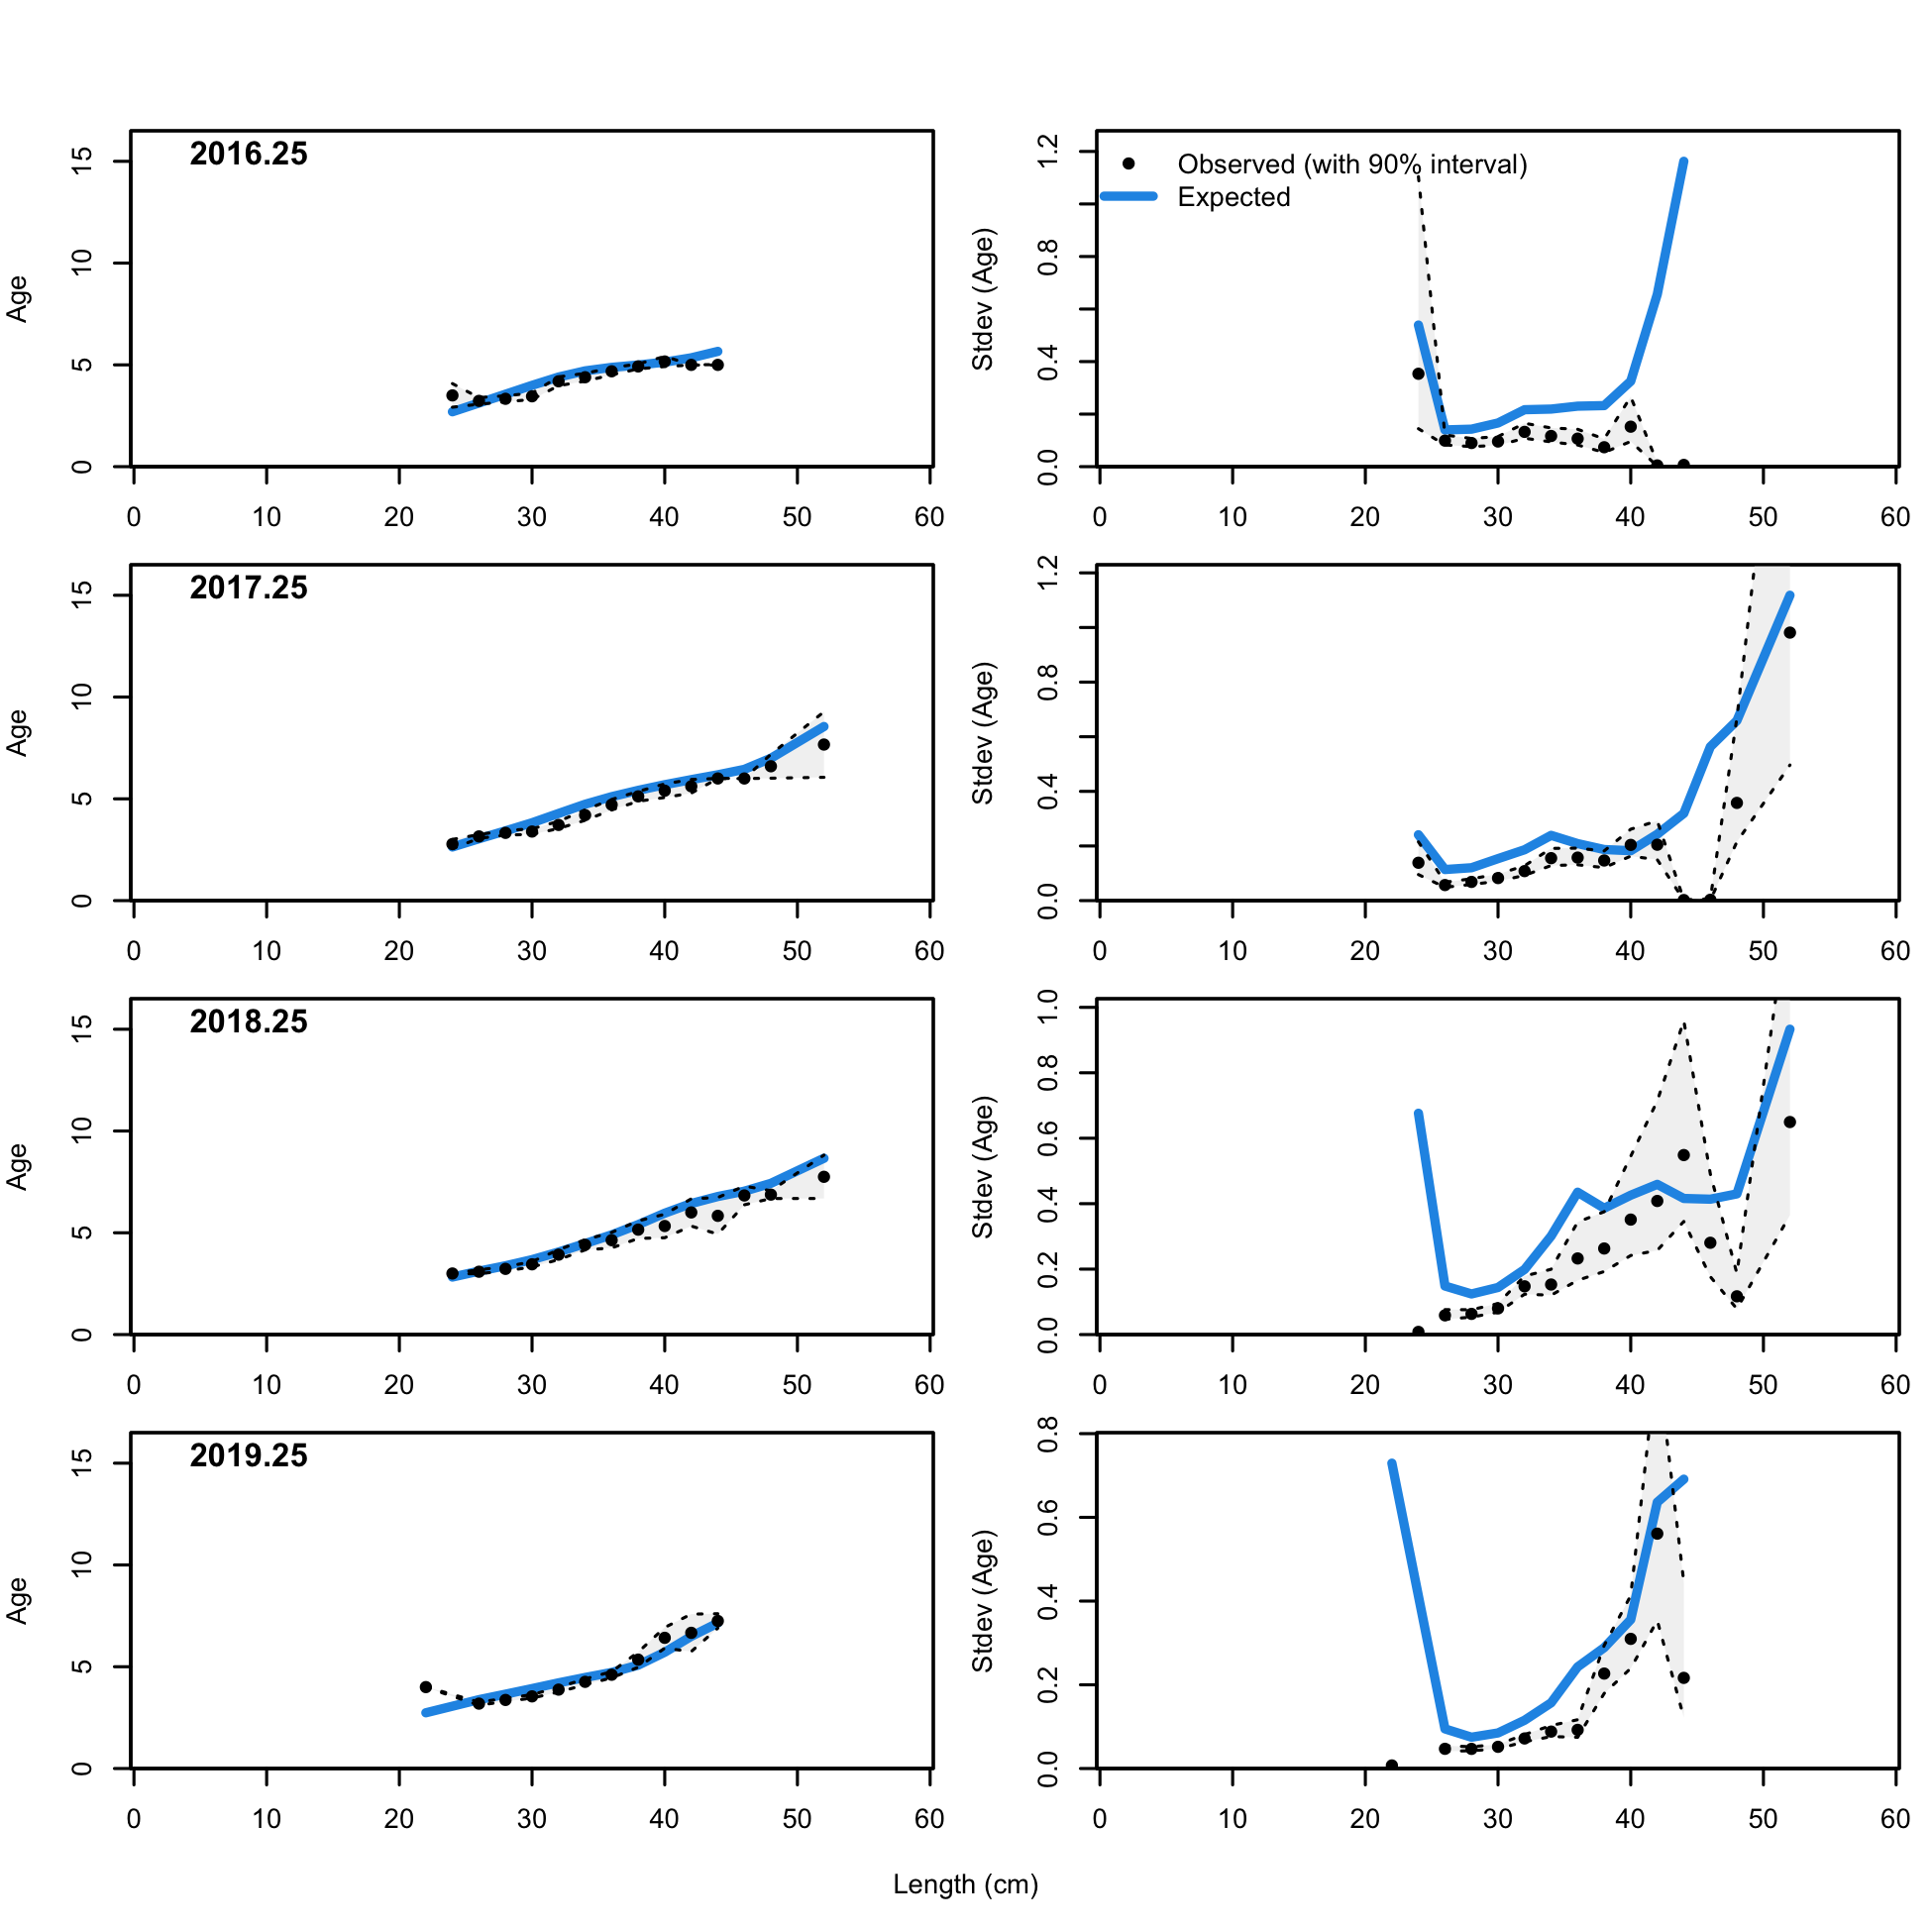 2016.25
Age
0 5 10 15
0 10 20 30 40 50 60
Observed (with 90% interval)
Expected
Stdev (Age)
0.0 0.4 0.8 1.2
0 10 20 30 40 50 60
2017.25
Age
0 5 10 15
0 10 20 30 40 50 60
Stdev (Age)
0.0 0.4 0.8 1.2
0 10 20 30 40 50 60
2018.25
Age
0 5 10 15
0 10 20 30 40 50 60
Stdev (Age)
0.0 0.2 0.4 0.6 0.8 1.0
0 10 20 30 40 50 60
2019.25
Age
0 5 10 15
0 10 20 30 40 50 60
Stdev (Age)
0.0 0.2 0.4 0.6 0.8
0 10 20 30 40 50 60
Length (cm)